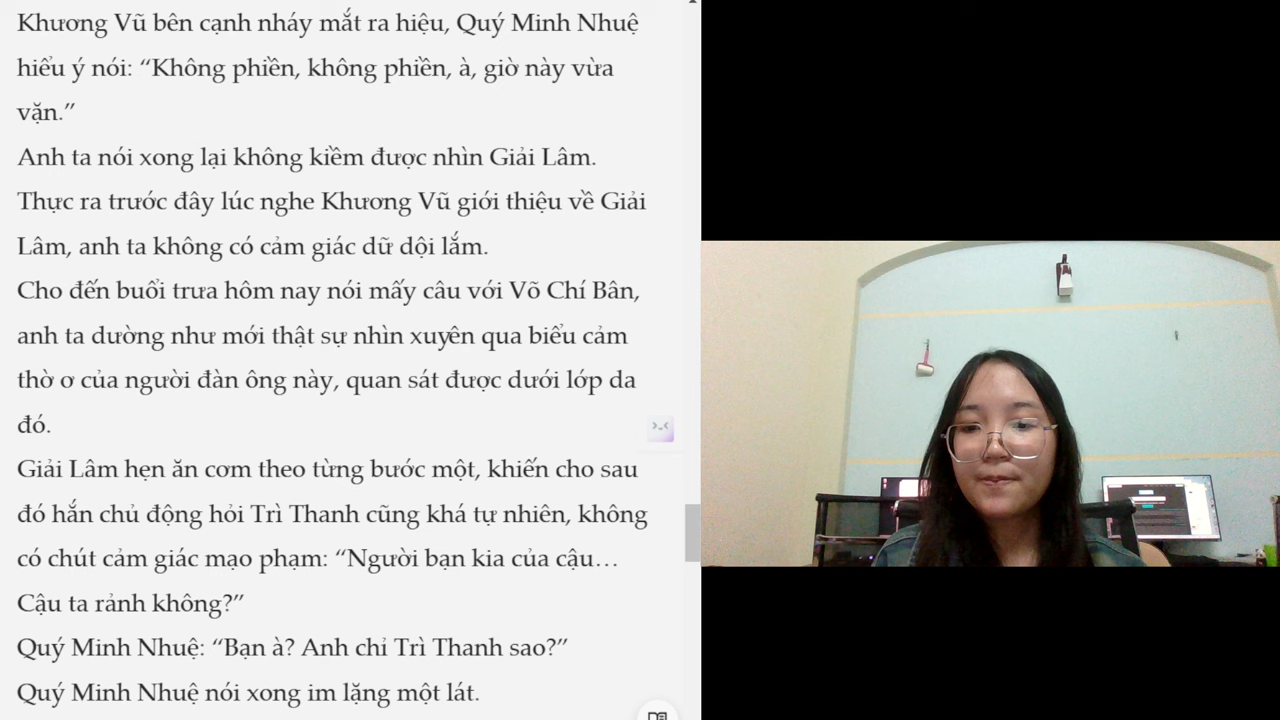 Khương Vũ bên cạnh nháy mắt ra hiệu, Quý Minh Nhuệ
hiểu ý nói: “Không phiền, không phiền, à, giờ này vừa
vặn.”
Anh ta nói xong lại không kiềm được nhìn Giải Lâm.
Thực ra trước đây lúc nghe Khương Vũ giới thiệu về Giải
Lâm, anh ta không có cảm giác dữ dội lắm.
Cho đến buổi trưa hôm nay nói mấy câu với Võ Chí Bân,
anh ta dường như mới thật sự nhìn xuyên qua biểu cảm
thờ ơ của người đàn ông này, quan sát được dưới lớp da
đó.
Giải Lâm hẹn ăn cơm theo từng bước một, khiến cho sau
đó hắn chủ động hỏi Trì Thanh cũng khá tự nhiên, không
có chút cảm giác mạo phạm: “Người bạn kia của cậu…
Cậu ta rảnh không?”
Quý Minh Nhuệ: “Bạn à? Anh chỉ Trì Thanh sao?”
Quý Minh Nhuệ nói xong im lặng một lát.